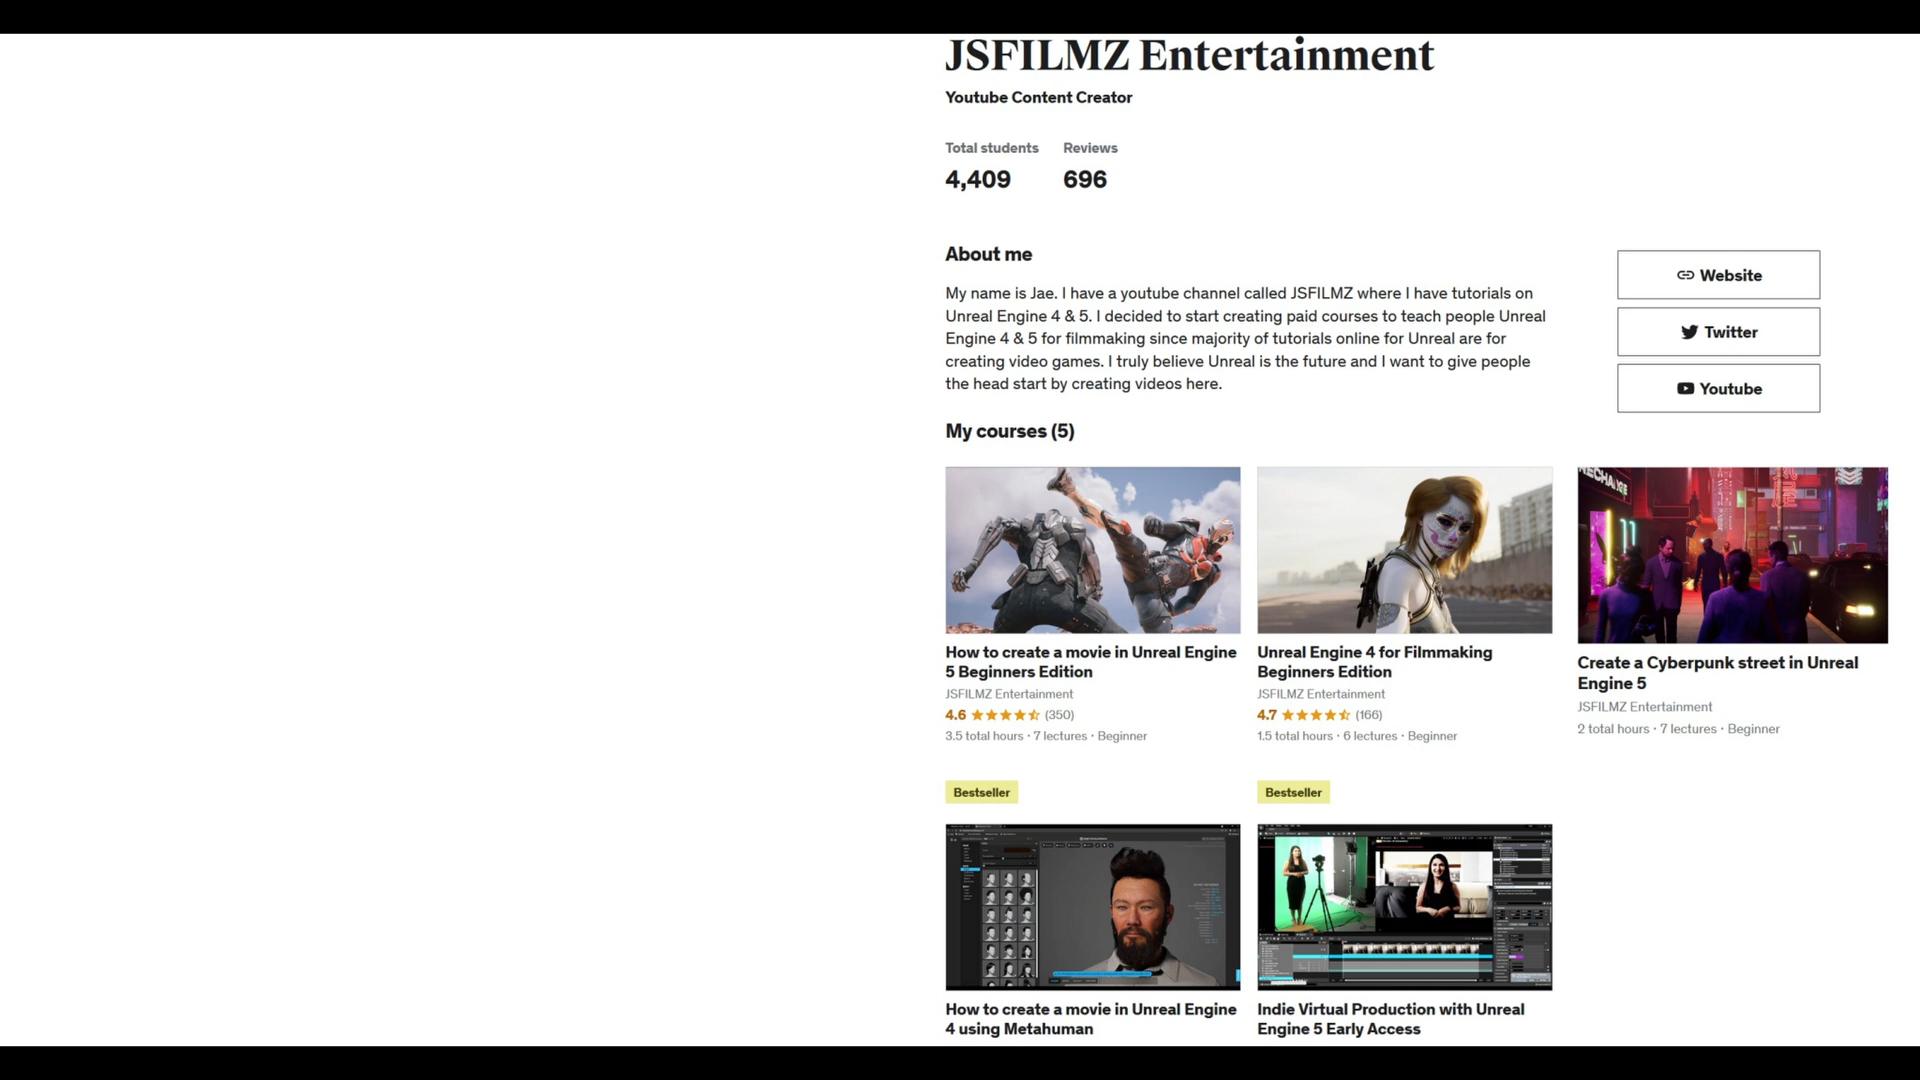 JSFILMZ Entertainment
Youtube Content Creator
Total students
Reviews
4,409
696
About me
My name is Jae. I have a youtube channel called JSFILMZ where I have tutorials on
Unreal Engine 4 & 5. I decided to start creating paid courses to teach people Unreal
Engine 4 & 5 for filmmaking since majority of tutorials online for Unreal are for
creating video games. I truly believe Unreal is the future and I want to give people
the head start by creating videos here.
Website
Twitter
Youtube
My courses (5)
How to create a movie in Unreal Engine
5 Beginners Edition
JSFILMZ Entertainment
4.6 (350)
3.5 total hours · 7 lectures · Beginner
Bestseller
Unreal Engine 4 for Filmmaking
Beginners Edition
JSFILMZ Entertainment
4.7 (166)
1.5 total hours · 6 lectures · Beginner
Bestseller
Create a Cyberpunk street in Unreal
Engine 5
JSFILMZ Entertainment
2 total hours · 7 lectures · Beginner
How to create a movie in Unreal Engine
4 using Metahuman
Indie Virtual Production with Unreal
Engine 5 Early Access